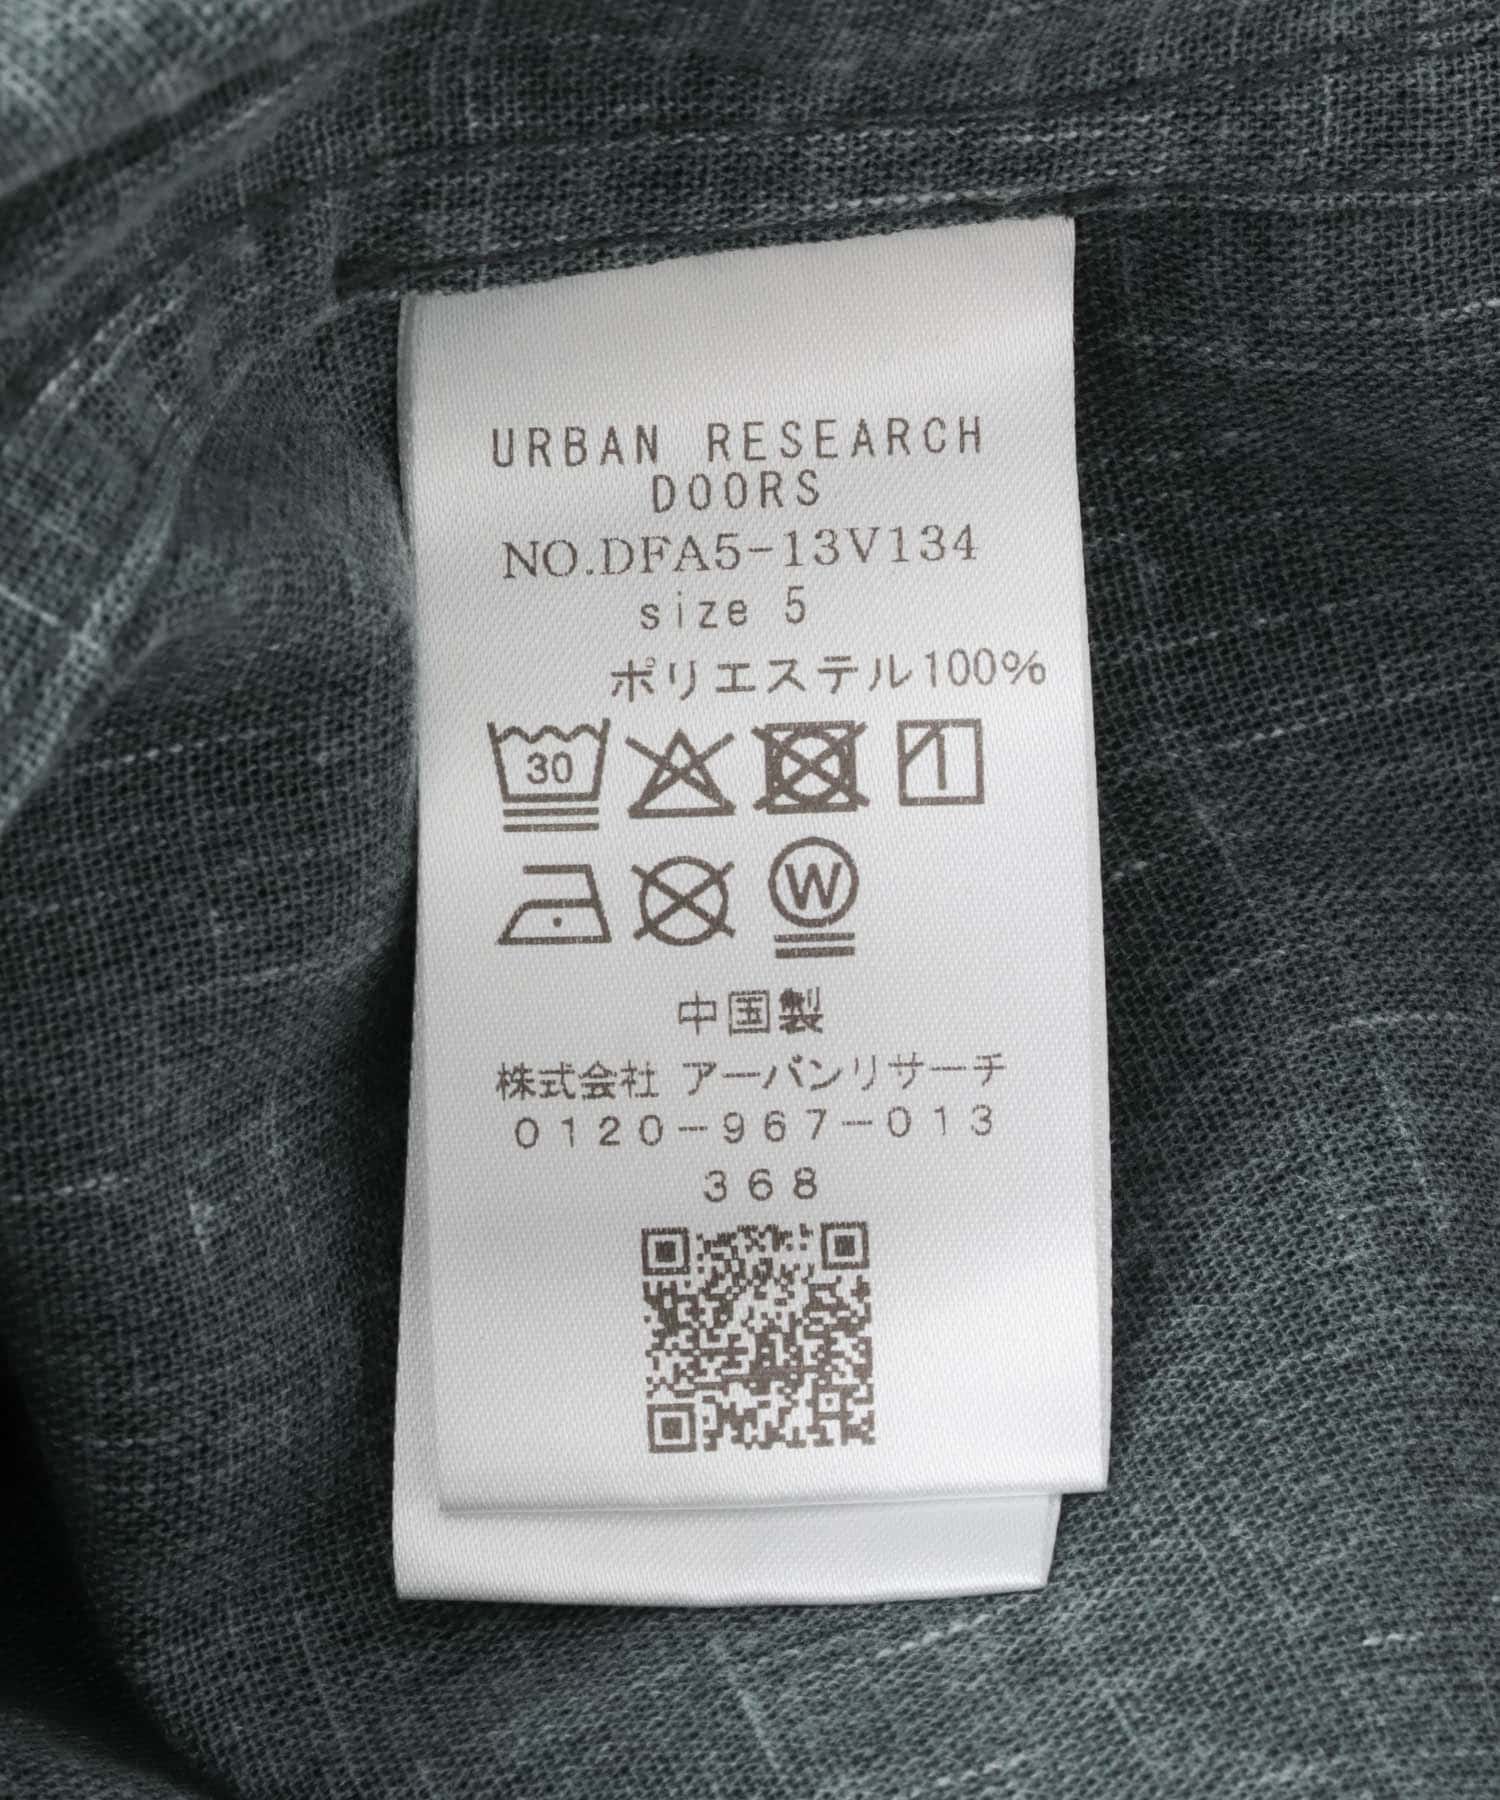 URBAN RESEARCH
DOORS
NO.DFA5-13V134
size 5
ポリエステル100%
30
W
中国製
株式会社 アーバンリサーチ
0120-967-013
368